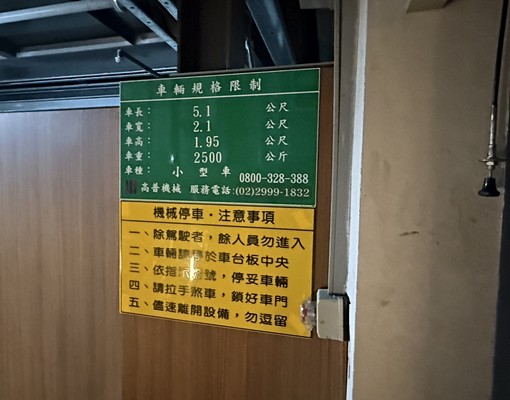 車輛規格限制
車長： 5.1 公尺
車寬： 2.1 公尺
車高： 1.95 公尺
車重： 2500 公斤
車種： 小型車 0800-328-388
高普機械 服務電話:(02)2999-1832
機械停車・注意事項
一、除駕駛者，餘人員勿進入
二、車輛請停於車台板中央
三、依指示 號，停妥車輛
四、請拉手煞車，鎖好車門
五、儘速離開設備，勿逗留